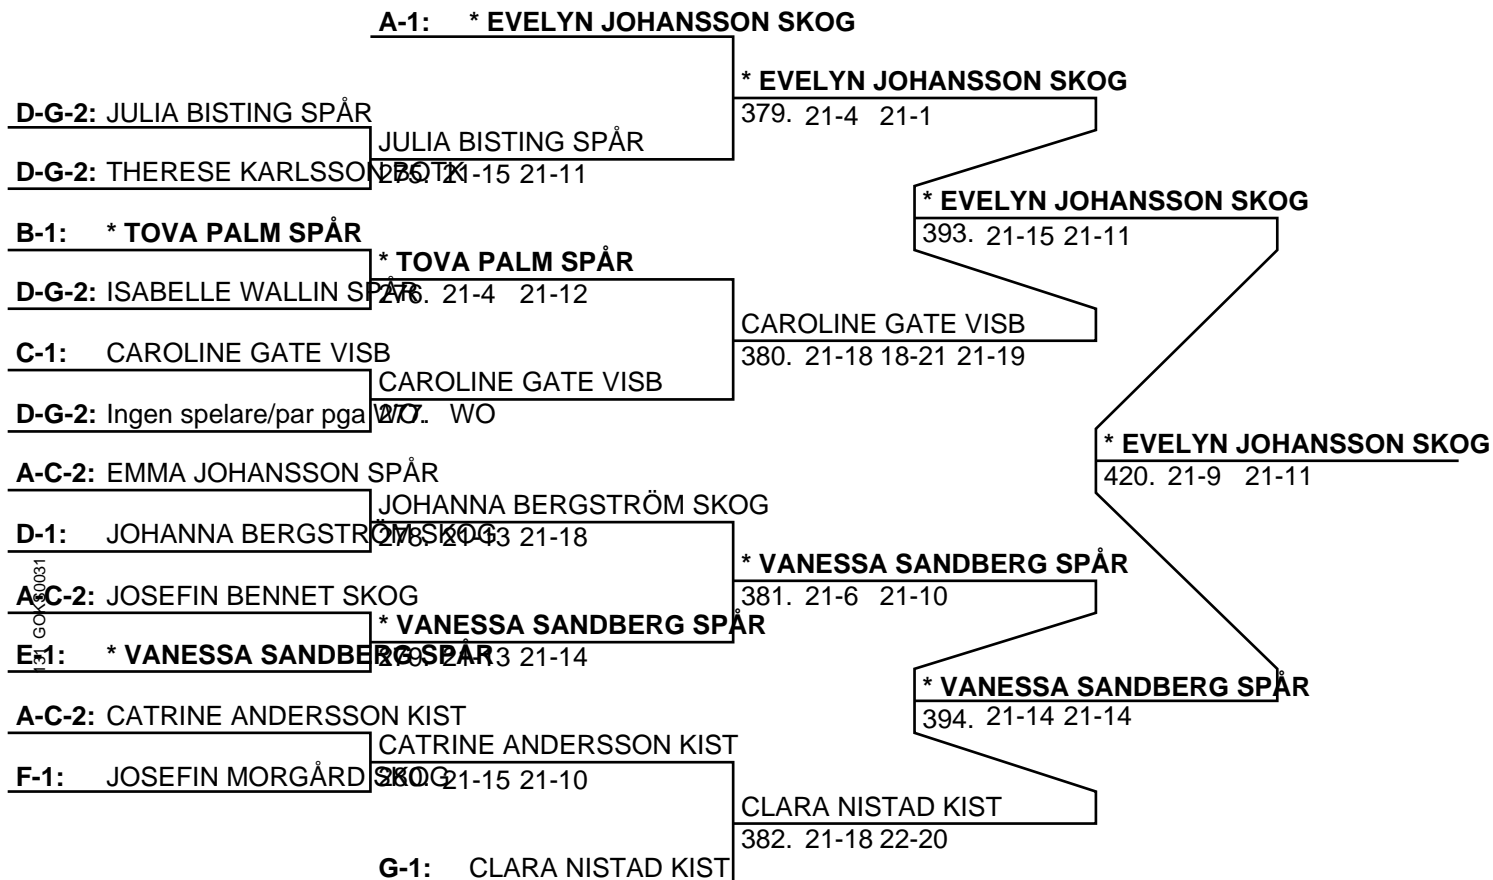 A-1: * EVELYN JOHANSSON SKOG
* EVELYN JOHANSSON SKOG
379. 21-4 21-1
D-G-2: JULIA BISTING SPÅR
JULIA BISTING SPÅR
D-G-2: THERESE KARLSSON BOTK
275. 21-15 21-11
* EVELYN JOHANSSON SKOG
393. 21-15 21-11
B-1: * TOVA PALM SPÅR
* TOVA PALM SPÅR
D-G-2: ISABELLE WALLIN SPÅR
276. 21-4 21-12
CAROLINE GATE VISB
380. 21-18 18-21 21-19
C-1: CAROLINE GATE VISB
CAROLINE GATE VISB
D-G-2: Ingen spelare/par pga WO.
277. WO
* EVELYN JOHANSSON SKOG
420. 21-9 21-11
A-C-2: EMMA JOHANSSON SPÅR
JOHANNA BERGSTRÖM SKOG
D-1: JOHANNA BERGSTRÖM SKOG
278. 21-13 21-18
* VANESSA SANDBERG SPÅR
381. 21-6 21-10
A-C-2: JOSEFIN BENNET SKOG
* VANESSA SANDBERG SPÅR
E-1: * VANESSA SANDBERG SPÅR
279. 21-13 21-14
* VANESSA SANDBERG SPÅR
394. 21-14 21-14
A-C-2: CATRINE ANDERSSON KIST
CATRINE ANDERSSON KIST
F-1: JOSEFIN MORGÅRD SKOG
280. 21-15 21-10
CLARA NISTAD KIST
382. 21-18 22-20
G-1: CLARA NISTAD KIST